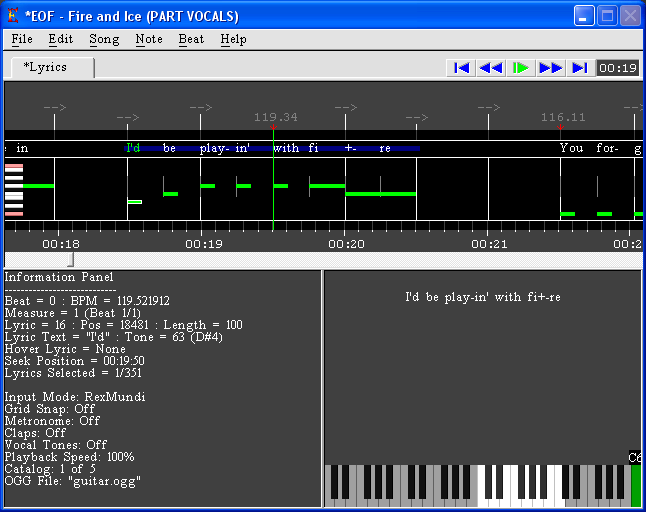 *EOF - Fire and Ice (PART VOCALS)
File Edit Song Note Beat Help
*Lyrics
00:19
--> --> --> --> --> -->
--> --> 119.34 --> --> 116.11 -->
in I'd be play- in' with fi +- re You for- g
00:18 00:19 00:20 00:21 00:2
Information Panel
----------------------------
Beat = 0 : BPM = 119.521912
Measure = 1 (Beat 1/1)
Lyric = 16 : Pos = 18481 : Length = 100
Lyric Text = "I'd" : Tone = 63 (D#4)
Hover Lyric = None
Seek Position = 00:19:50
Lyrics Selected = 1/351
Input Mode: RexMundi
Grid Snap: Off
Metronome: Off
Claps: Off
Vocal Tones: Off
Playback Speed: 100%
Catalog: 1 of 5
OGG File: "guitar.ogg"
I'd be play-in' with fi+-re
C6